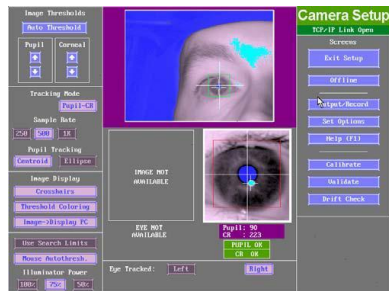 Image Thresholds
Auto Threshold
Pupil
Corneal
Tracking Mode
Pupil-CR
Sample Rate
250 500 1K
Pupil Tracking
Centroid Ellipse
Image Display
Crosshairs
Threshold Coloring
Image->Display PC
Use Search Limits
Mouse Autothresh.
Illuminator Power
100% 75% 50%
IMAGE NOT
AVAILABLE
EYE NOT
AVAILABLE
Pupil: 90
CR : 223
PUPIL OK
CR OK
Eye Tracked: Left Right
Camera Setup
TCP/IP Link Open
Screens
Exit Setup
Offline
Output/Record
Set Options
Help (F1)
Calibrate
Validate
Drift Check